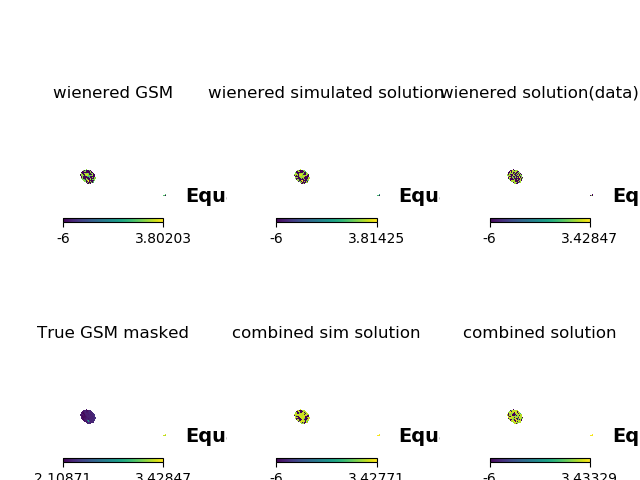 wienered GSM wienered simulated solution wienered solution(data)
Equ Equ Eq
-6 3.80203 -6 3.81425 -6 3.42847
True GSM masked combined sim solution combined solution
Equ Equ Eq
2.10871 3.42847 -6 3.42771 -6 3.43329